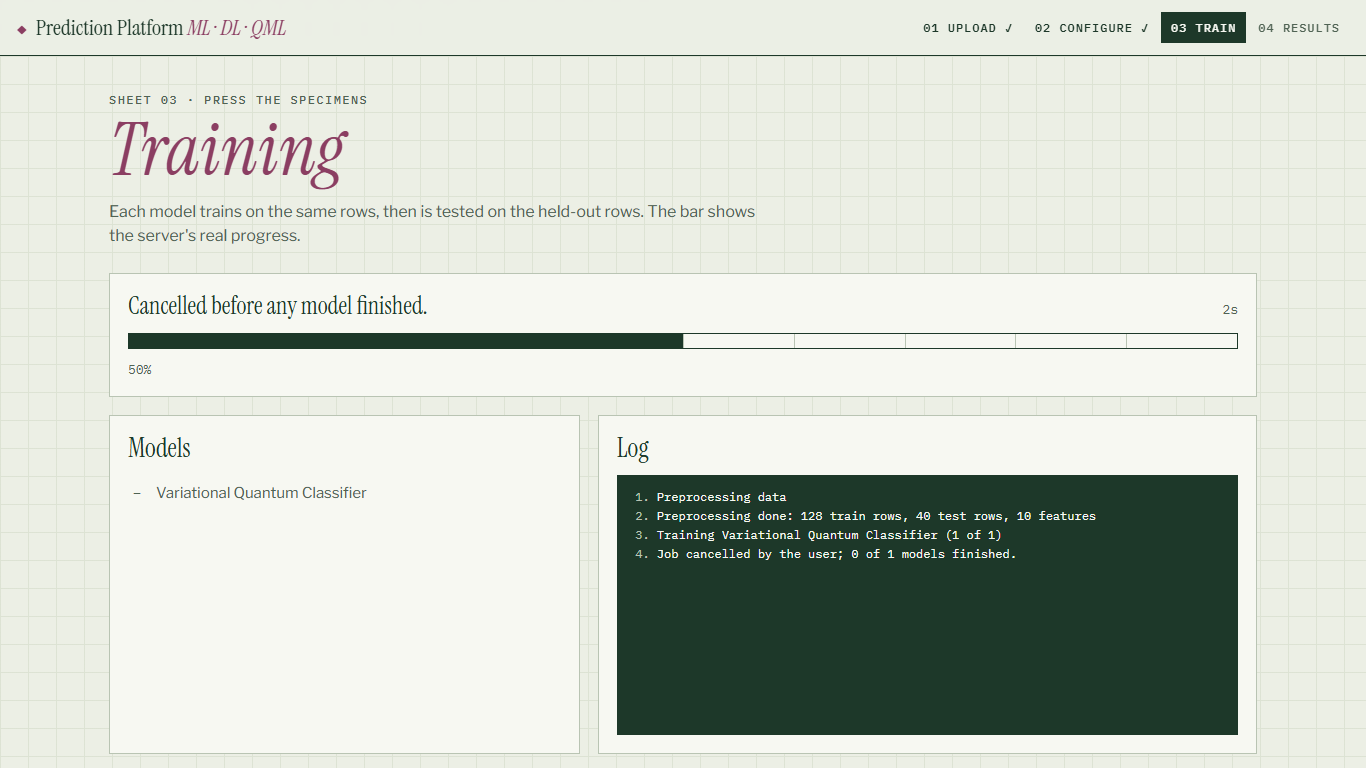 Prediction Platform ML · DL · QML
01 UPLOAD ✓ 02 CONFIGURE ✓ 03 TRAIN 04 RESULTS
SHEET 03 · PRESS THE SPECIMENS
Training
Each model trains on the same rows, then is tested on the held-out rows. The bar shows
the server's real progress.
Cancelled before any model finished.
2s
50%
Models
– Variational Quantum Classifier
Log
1. Preprocessing data
2. Preprocessing done: 128 train rows, 40 test rows, 10 features
3. Training Variational Quantum Classifier (1 of 1)
4. Job cancelled by the user; 0 of 1 models finished.